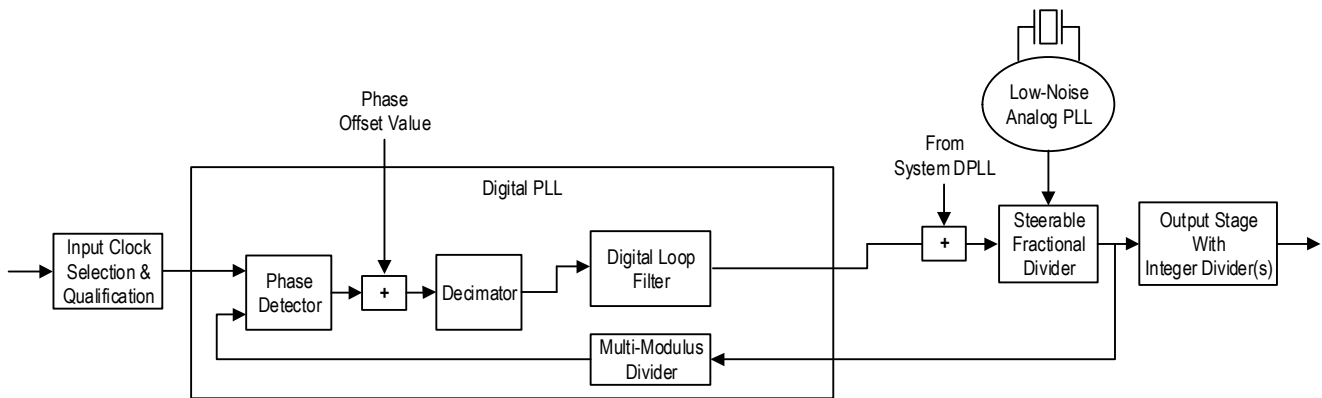 Low-Noise
Analog PLL
Phase
Offset Value
From
System DPLL
Digital PLL
Input Clock
Selection &
Qualification
Phase
Detector
+
Decimator
Digital Loop
Filter
+
Steerable
Fractional
Divider
Output Stage
With
Integer Divider(s)
Multi-Modulus
Divider